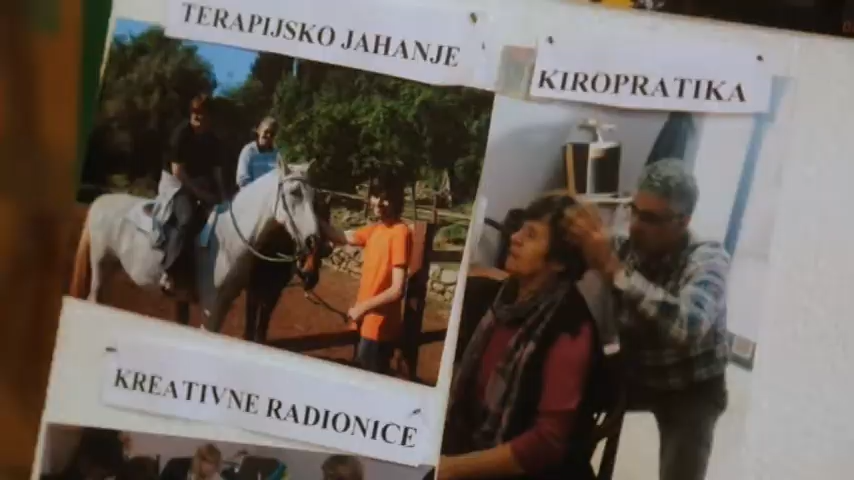 TERAPIJSKO JAHANJE
KIROPRATIKA
KREATIVNE RADIONICE